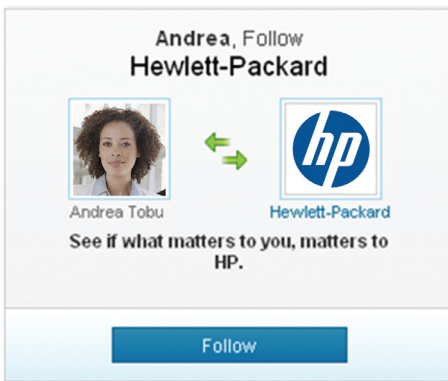 Andrea, Follow
Hewlett-Packard
hp
Andrea Tobu
Hewlett-Packard
See if what matters to you, matters to
HP.
Follow